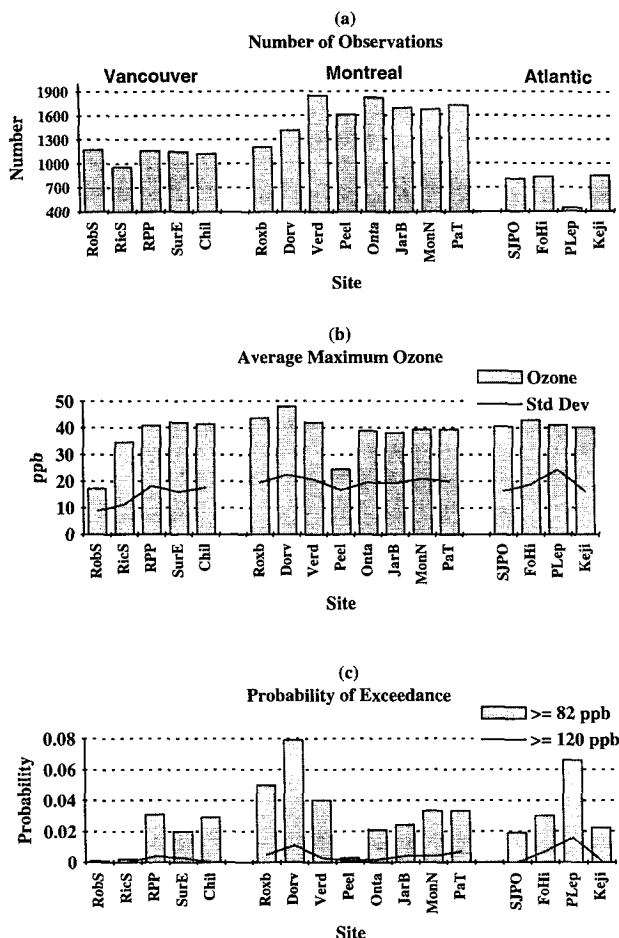 (a)
Number of Observations
Vancouver Montreal Atlantic
Number
1900
1600
1300
1000
700
400
RobS RicS RPP SurE Chil Roxb Dorv Verd Peel Onta JarB MonN PaT SJPO FoHi PLep Keji
Site
(b)
Average Maximum Ozone
Ozone
Std Dev
ppb
50
40
30
20
10
0
RobS RicS RPP SurE Chil Roxb Dorv Verd Peel Onta JarB MonN PaT SJPO FoHi PLep Keji
Site
(c)
Probability of Exceedance
>= 82 ppb
>= 120 ppb
Probability
0.08
0.06
0.04
0.02
0
RobS RicS RPP SurE Chil Roxb Dorv Verd Peel Onta JarB MonN PaT SJPO FoHi PLep Keji
Site